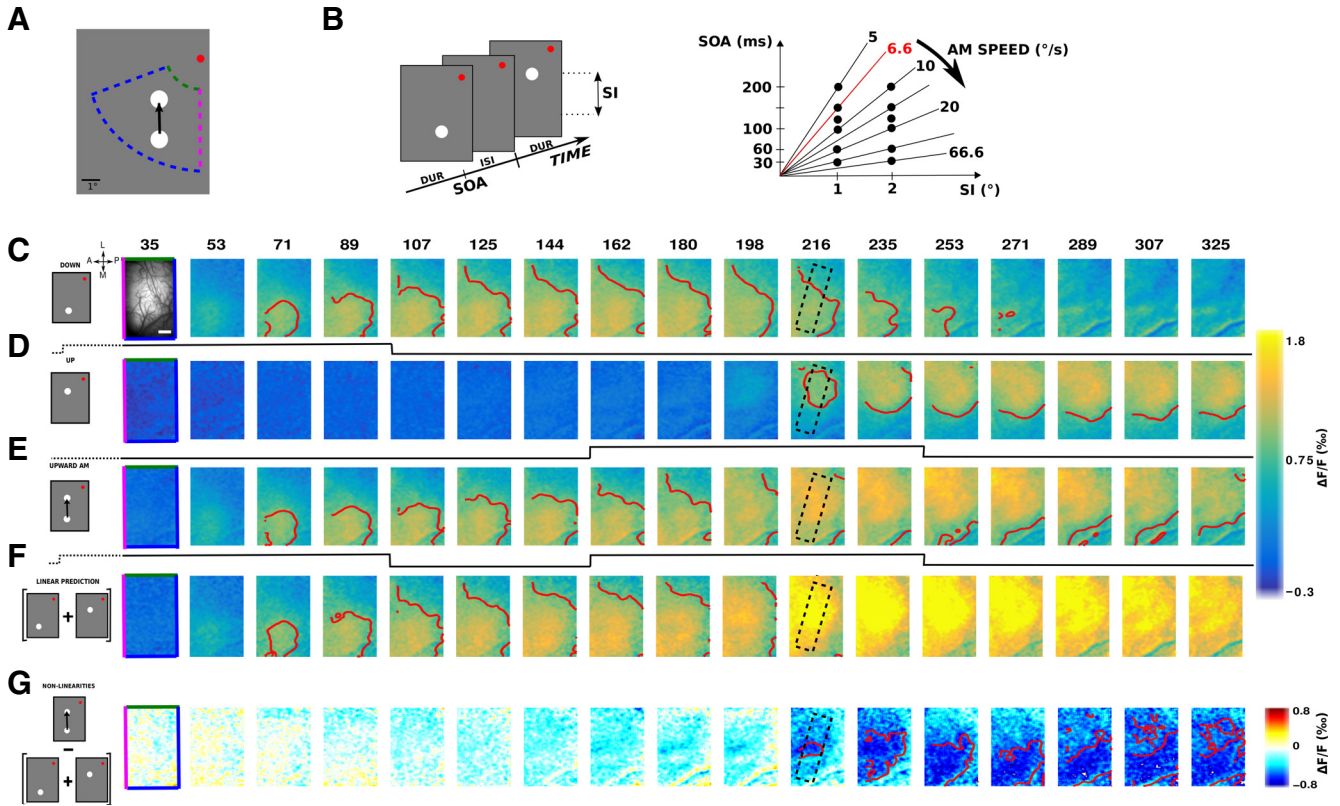 A
1°
B
DUR
ISI
DUR
SOA
TIME
SI
SOA (ms)
200
100
60
30
1
2
SI (°)
5
6.6
10
20
66.6
AM SPEED (°/s)
C
L
A
P
M
DOWN
35 53 71 89 107 125 144 162 180 198 216 235 253 271 289 307 325
D
UP
E
UPWARD AM
F
LINEAR PREDICTION
+
G
NON-LINEARITIES
−
+
1.8
0.75
−0.3
ΔF/F (‰)
0.8
0
−0.8
ΔF/F (‰)